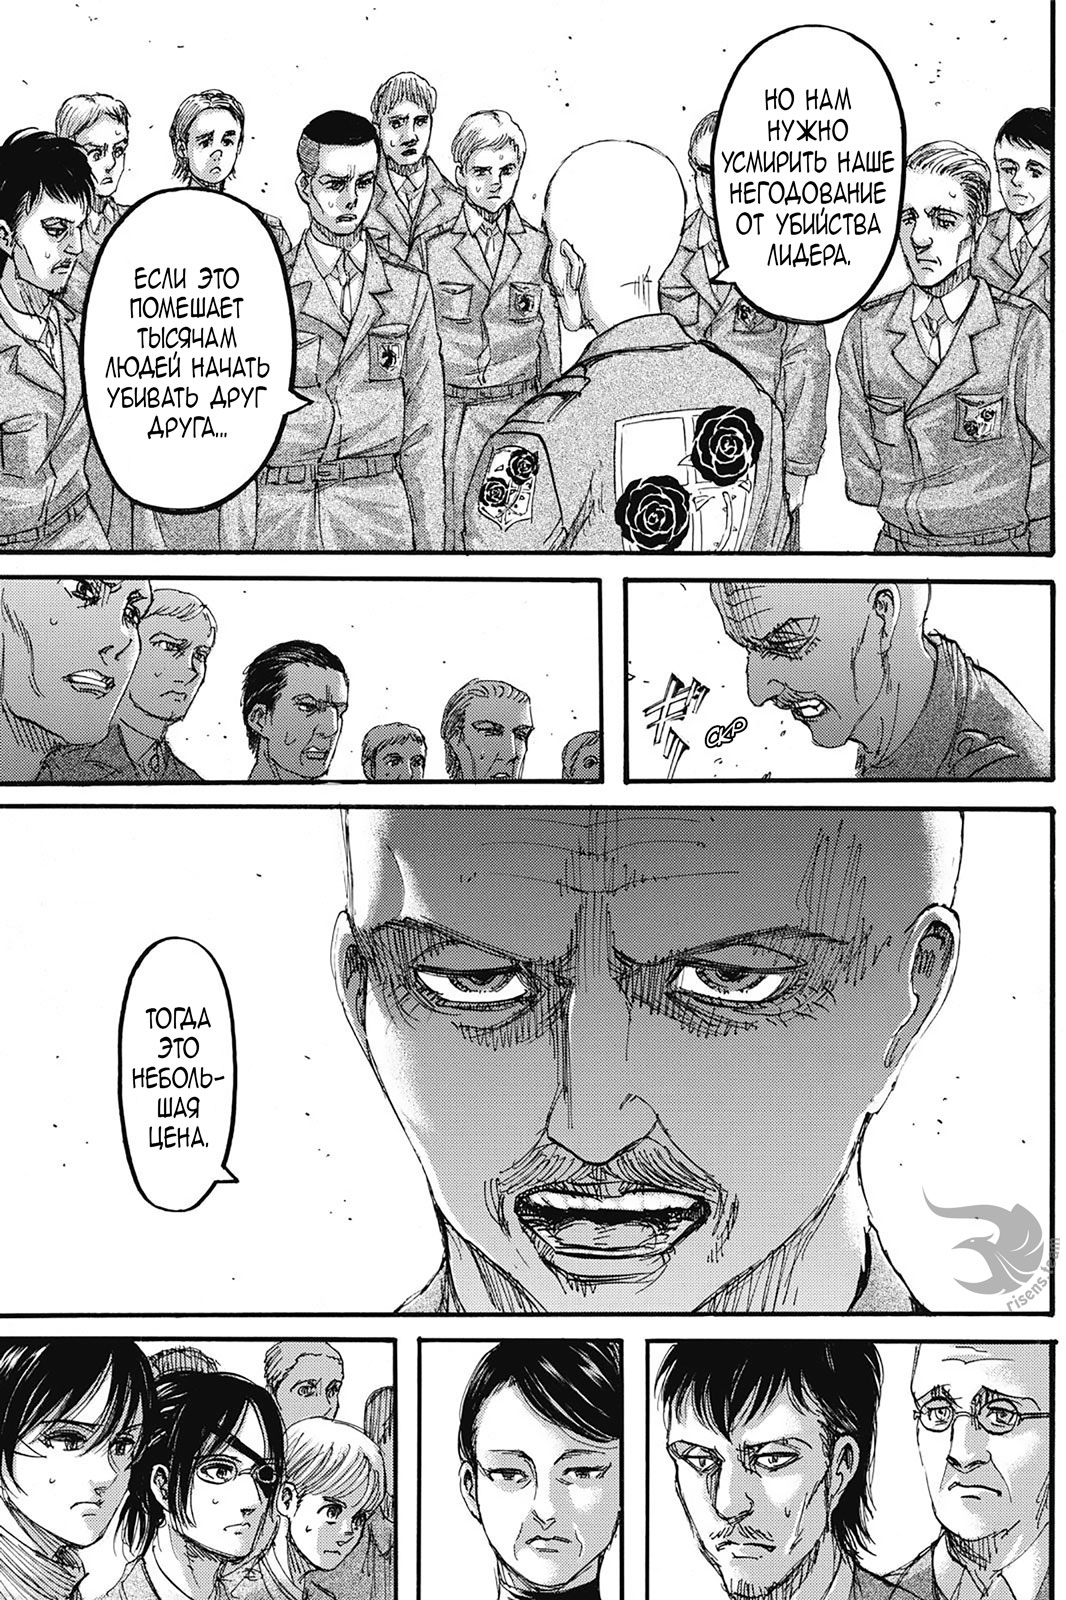 НО НАМ
НУЖНО
УСМИРИТЬ НАШЕ
НЕГОДОВАНИЕ
ОТ УБИЙСТВА
ЛИДЕРА.
ЕСЛИ ЭТО
ПОМЕШАЕТ
ТЫСЯЧАМ
ЛЮДЕЙ НАЧАТЬ
УБИВАТЬ ДРУГ
ДРУГА...
СКР
ТОГДА
ЭТО
НЕБОЛЬ-
ШАЯ
ЦЕНА.
risens.team